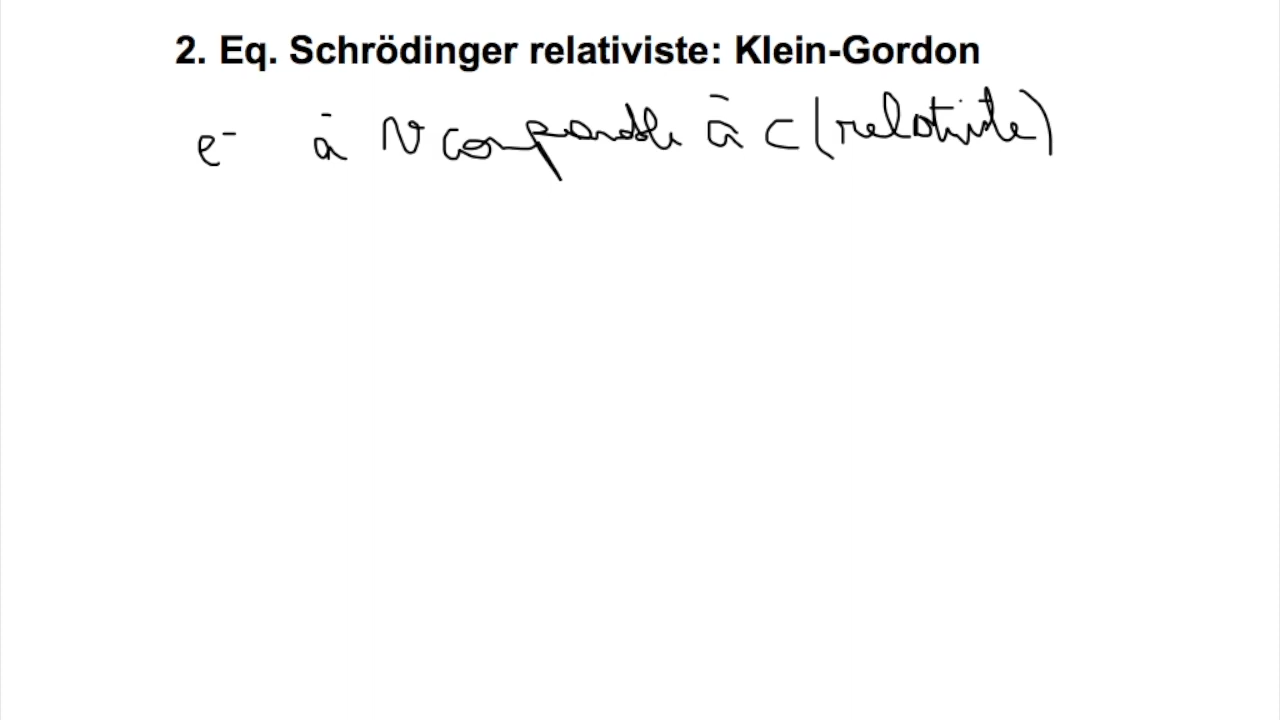 2. Eq. Schrödinger relativiste: Klein-Gordon
e⁻ à v comparable à c (relativiste)